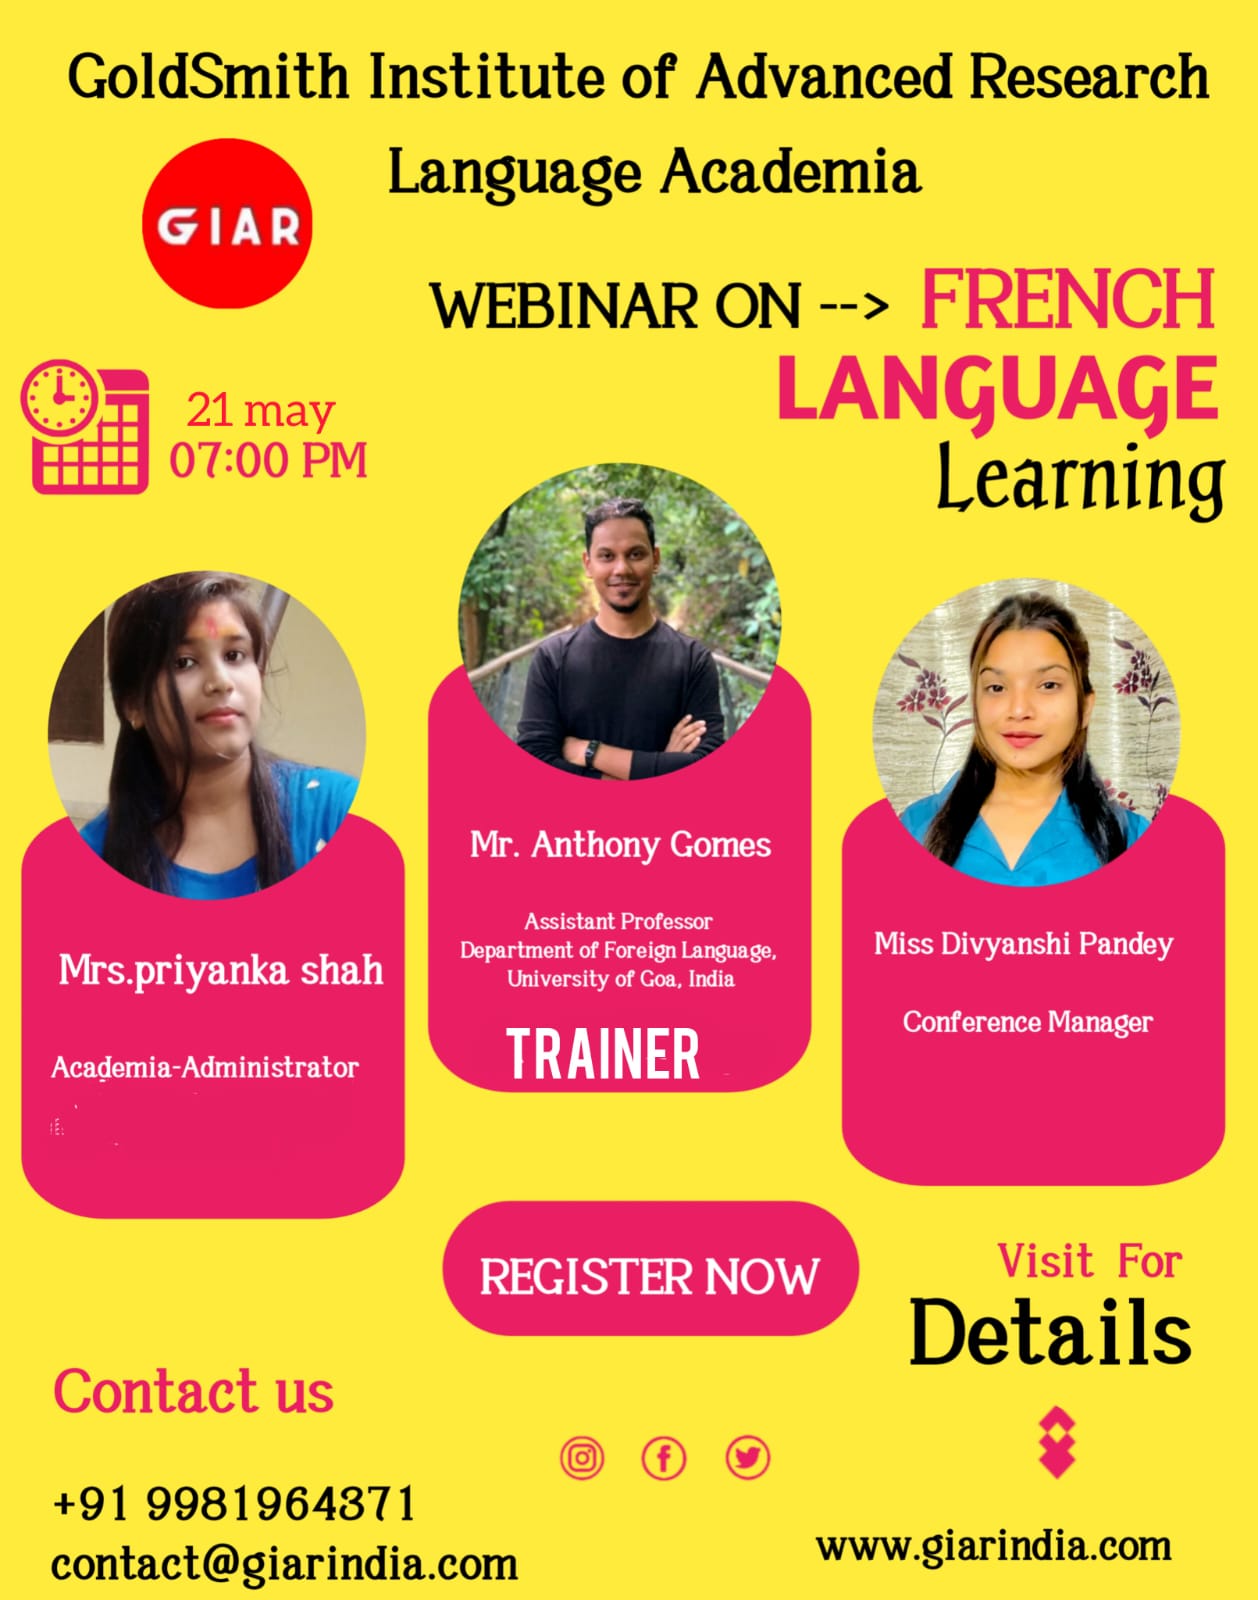 GoldSmith Institute of Advanced Research
Language Academia
GIAR
WEBINAR ON --> FRENCH
LANGUAGE
Learning
21 may
07:00 PM
Mrs.priyanka shah
Academia-Administrator
Mr. Anthony Gomes
Assistant Professor
Department of Foreign Language,
University of Goa, India
TRAINER
Miss Divyanshi Pandey
Conference Manager
REGISTER NOW
Visit For
Details
Contact us
+91 9981964371
contact@giarindia.com
www.giarindia.com